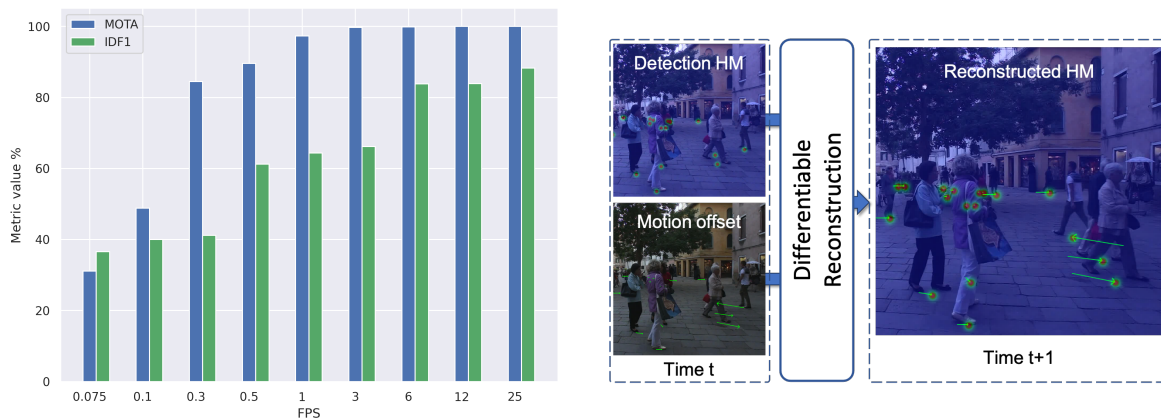 100
80
60
40
20
0
Metric value %
MOTA
IDF1
0.075 0.1 0.3 0.5 1 3 6 12 25
FPS
Detection HM
Motion offset
Time t
Differentiable
Reconstruction
Reconstructed HM
Time t+1